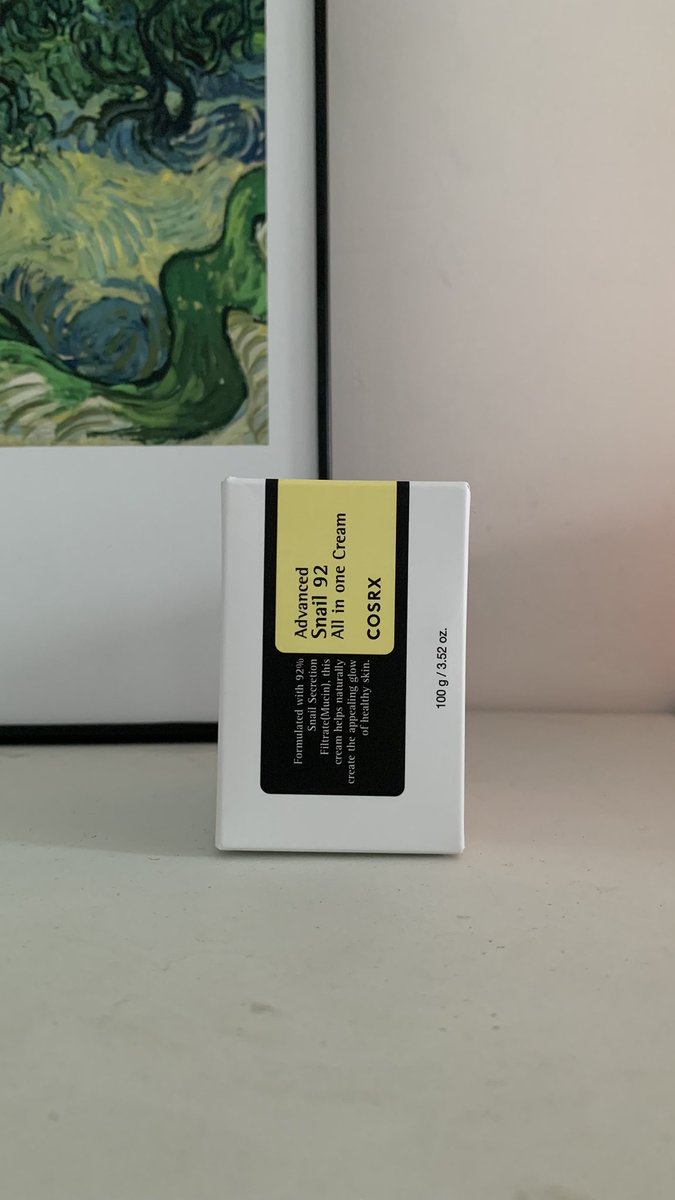 Advanced
Snail 92
All in one Cream
COSRX
Formulated with 92%
Snail Secretion
Filtrate(Mucin), this
cream helps naturally
create the appealing glow
of healthy skin.
100 g / 3.52 oz.